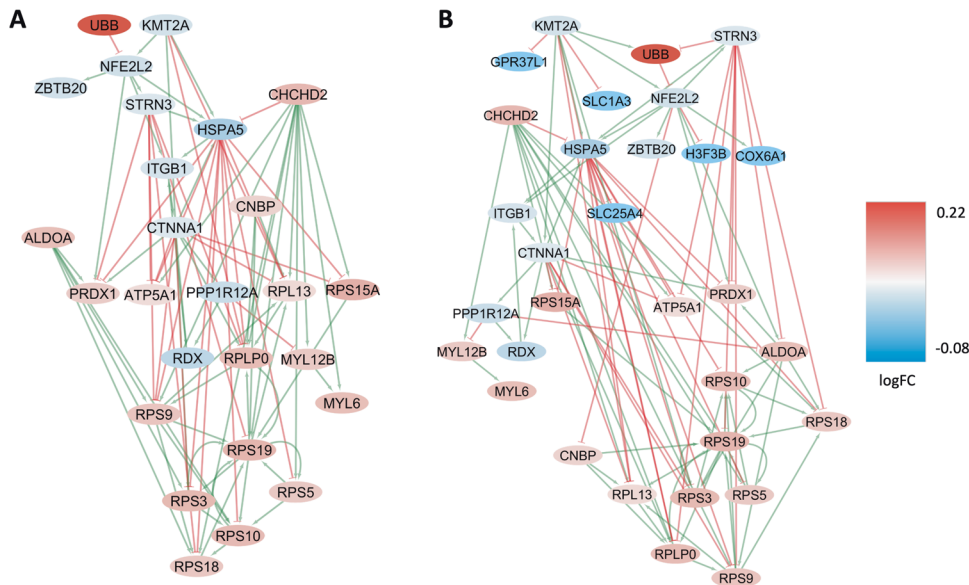 A
UBB
KMT2A
NFE2L2
ZBTB20
STRN3
CHCHD2
HSPA5
ITGB1
CNBP
CTNNA1
ALDOA
PRDX1
ATP5A1
PPP1R12A
RPL13
RPS15A
RDX
RPLP0
MYL12B
MYL6
RPS9
RPS19
RPS5
RPS3
RPS10
RPS18
B
KMT2A
STRN3
UBB
GPR37L1
SLC1A3
NFE2L2
CHCHD2
HSPA5
ZBTB20
H3F3B
COX6A1
ITGB1
SLC25A4
CTNNA1
RPS15A
ATP5A1
PRDX1
PPP1R12A
MYL12B
RDX
ALDOA
MYL6
RPS10
RPS18
RPS19
CNBP
RPL13
RPS3
RPS5
RPLP0
RPS9
0.22
-0.08
logFC